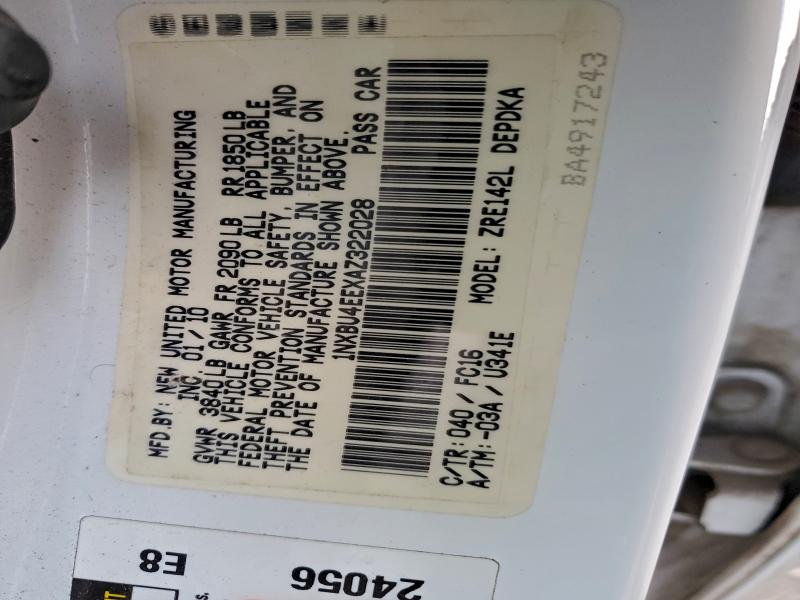 MFD.BY: NEW UNITED MOTOR MANUFACTURING
INC. 01/10
GVWR 3840LB GAWR FR 2090LB RR1850LB
THIS VEHICLE CONFORMS TO ALL APPLICABLE
FEDERAL MOTOR VEHICLE SAFETY, BUMPER, AND
THEFT PREVENTION STANDARDS IN EFFECT ON
THE DATE OF MANUFACTURE SHOWN ABOVE.
1NXBU4EEXAZ322028 PASS CAR
C/TR:040/FC16 MODEL: ZRE142L DEPDKA
A/TM:-03A/U341E
BA4917243
E8
24056